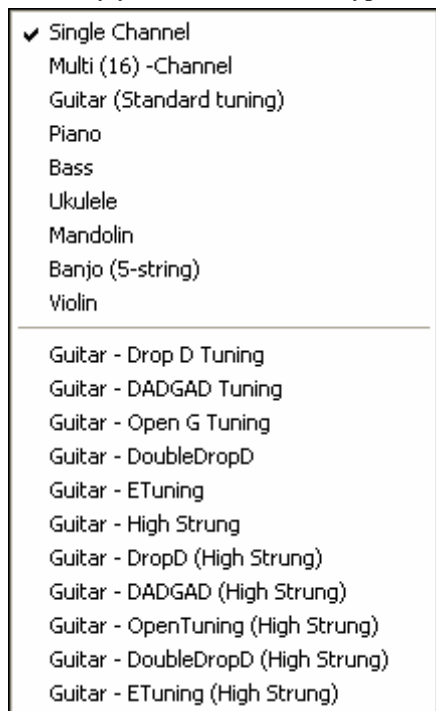 Single Channel
Multi (16) -Channel
Guitar (Standard tuning)
Piano
Bass
Ukulele
Mandolin
Banjo (5-string)
Violin
Guitar - Drop D Tuning
Guitar - DADGAD Tuning
Guitar - Open G Tuning
Guitar - DoubleDropD
Guitar - ETuning
Guitar - High Strung
Guitar - DropD (High Strung)
Guitar - DADGAD (High Strung)
Guitar - OpenTuning (High Strung)
Guitar - DoubleDropD (High Strung)
Guitar - ETuning (High Strung)